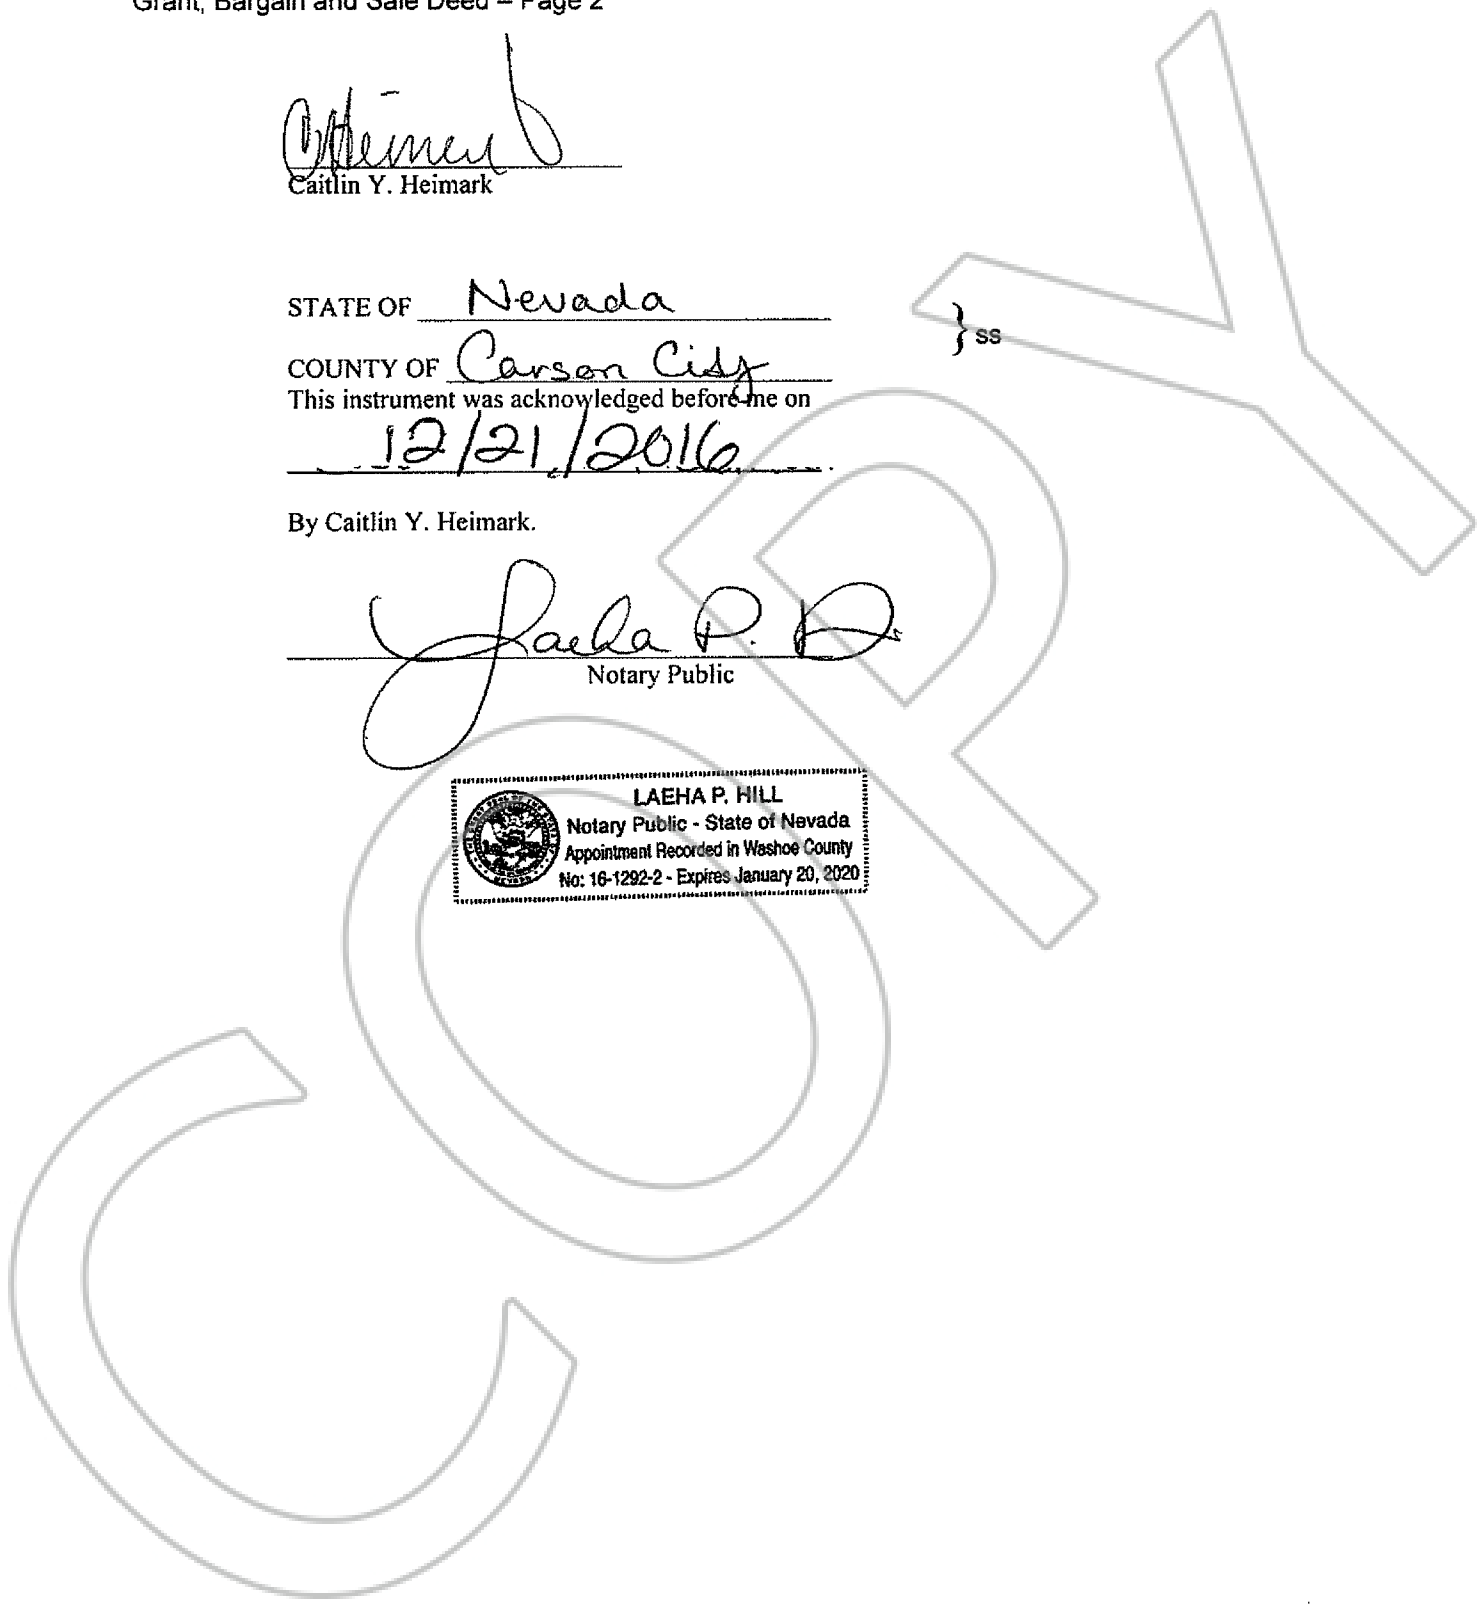 Grant, Bargain and Sale Deed – Page 2
CHeimer
Caitlin Y. Heimark
STATE OF Nevada
} ss
COUNTY OF Carson City
This instrument was acknowledged before me on
12/21/2016
By Caitlin Y. Heimark.
Laeha P.
Notary Public
LAEHA P. HILL
Notary Public - State of Nevada
Appointment Recorded in Washoe County
No: 16-1292-2 - Expires January 20, 2020
COPY